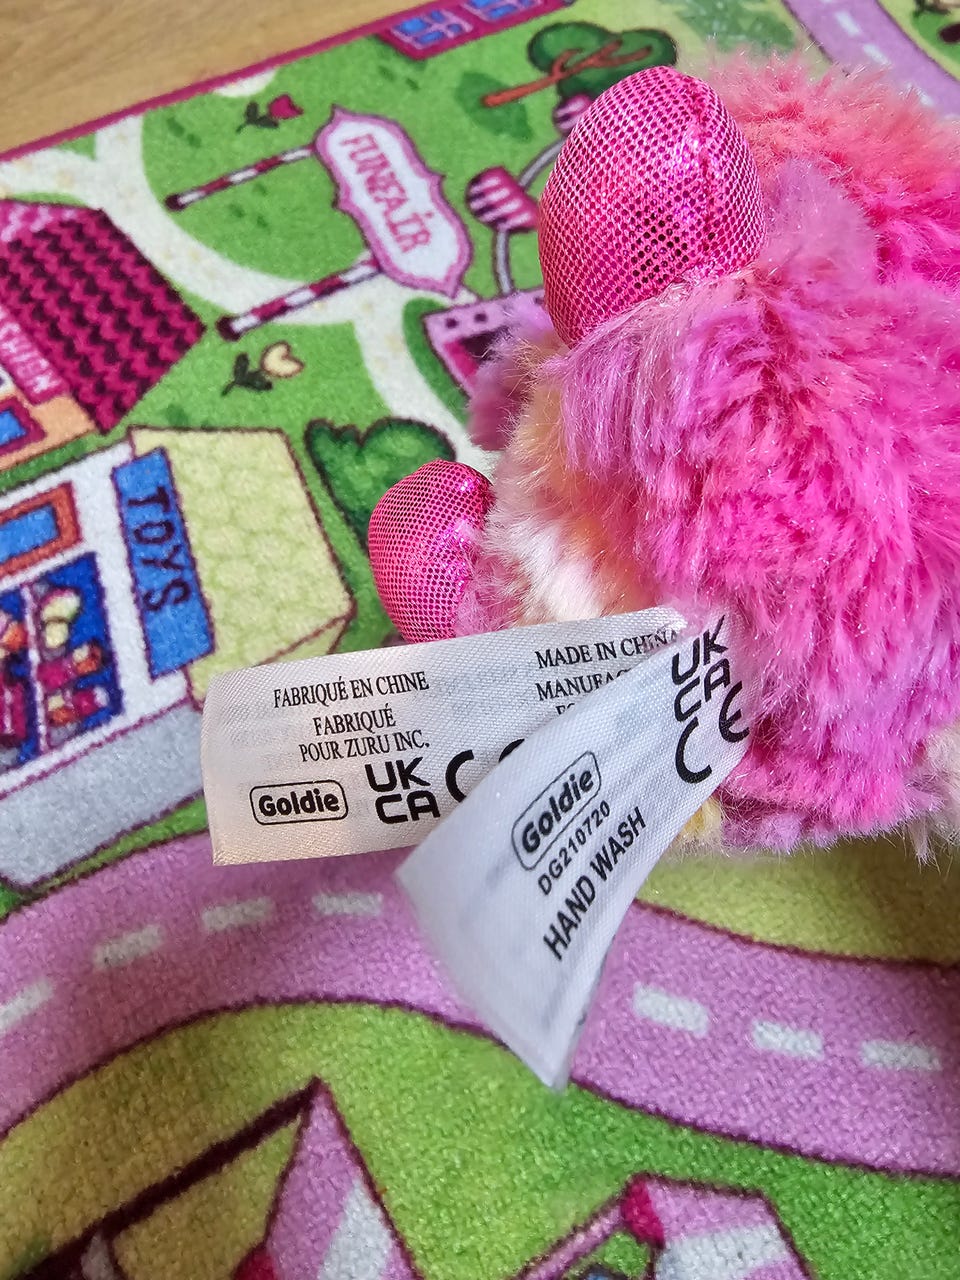 FUNFAIR
TOYS
FABRIQUÉ EN CHINE
FABRIQUÉ
POUR ZURU INC.
Goldie
UK
CA
MADE IN CHINA
UK
CA
CE
Goldie
DG210720
HAND WASH